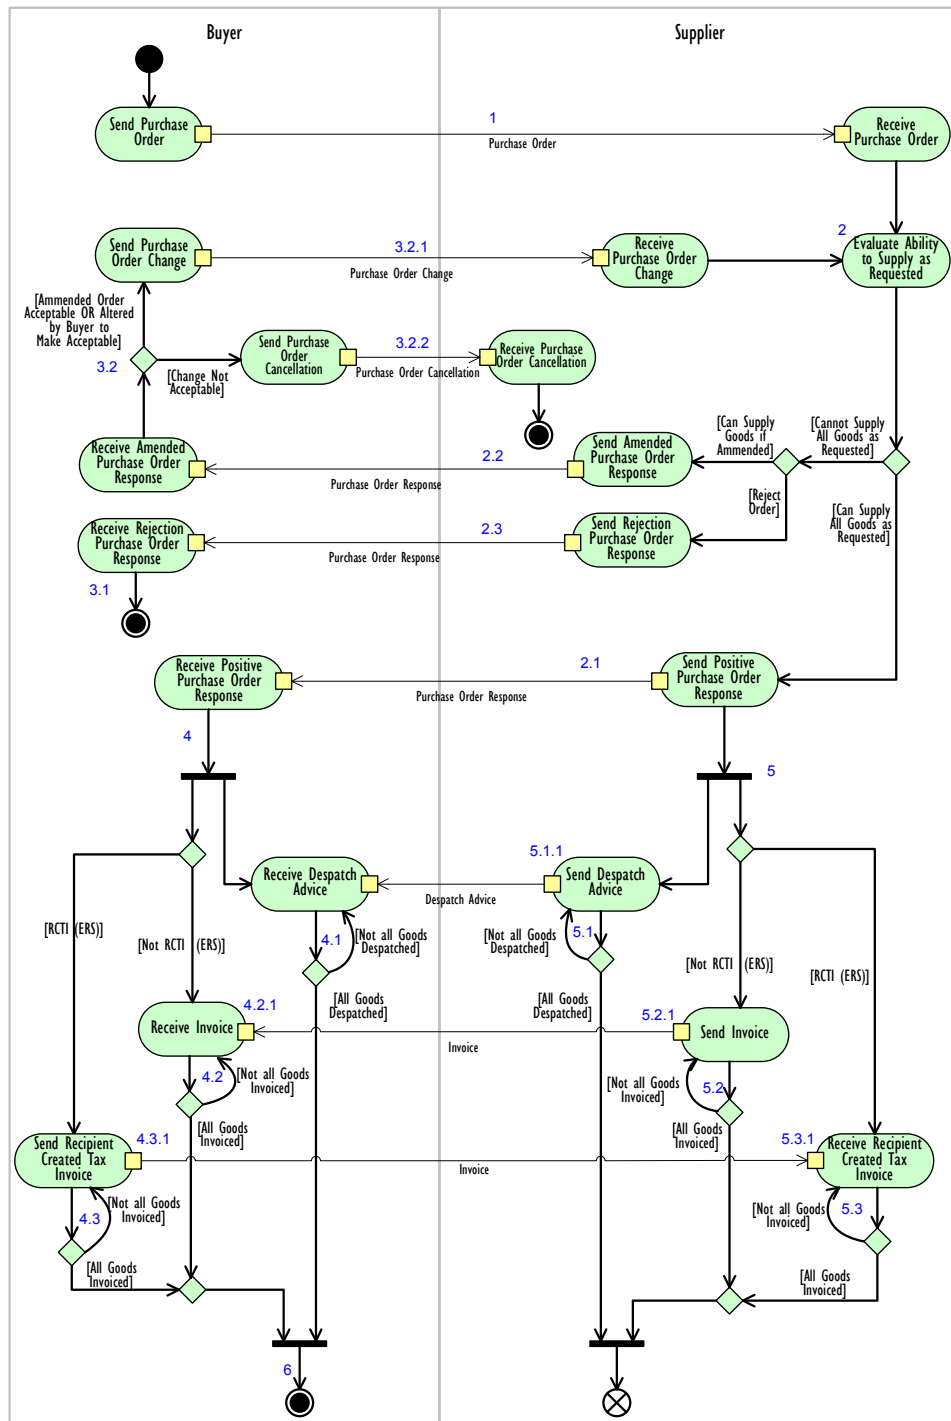 Buyer
Supplier
Send Purchase
Order
1
Purchase Order
Receive
Purchase Order
Send Purchase
Order Change
3.2.1
Purchase Order Change
Receive
Purchase Order
Change
2
Evaluate Ability
to Supply as
Requested
[Ammended Order
Acceptable OR Altered
by Buyer to
Make Acceptable]
3.2
[Change Not
Acceptable]
Send Purchase
Order
Cancellation
3.2.2
Purchase Order Cancellation
Receive Purchase
Order Cancellation
[Can Supply
Goods if
Ammended]
[Cannot Supply
All Goods as
Requested]
Receive Amended
Purchase Order
Response
2.2
Purchase Order Response
Send Amended
Purchase Order
Response
[Reject
Order]
[Can Supply
All Goods as
Requested]
Receive Rejection
Purchase Order
Response
2.3
Purchase Order Response
Send Rejection
Purchase Order
Response
3.1
Receive Positive
Purchase Order
Response
2.1
Purchase Order Response
Send Positive
Purchase Order
Response
4
5
Receive Despatch
Advice
Despatch Advice
5.1.1
Send Despatch
Advice
[RCTI (ERS)]
[Not RCTI (ERS)]
4.1
[Not all Goods
Despatched]
[All Goods
Despatched]
[Not all Goods
Despatched]
5.1
[All Goods
Despatched]
[Not RCTI (ERS)]
[RCTI (ERS)]
Receive Invoice
4.2.1
Invoice
5.2.1
Send Invoice
4.2
[Not all Goods
Invoiced]
[All Goods
Invoiced]
[Not all Goods
Invoiced]
5.2
[All Goods
Invoiced]
Send Recipient
Created Tax
Invoice
4.3.1
Invoice
5.3.1
Receive Recipient
Created Tax
Invoice
4.3
[Not all Goods
Invoiced]
[All Goods
Invoiced]
[Not all Goods
Invoiced]
5.3
[All Goods
Invoiced]
6